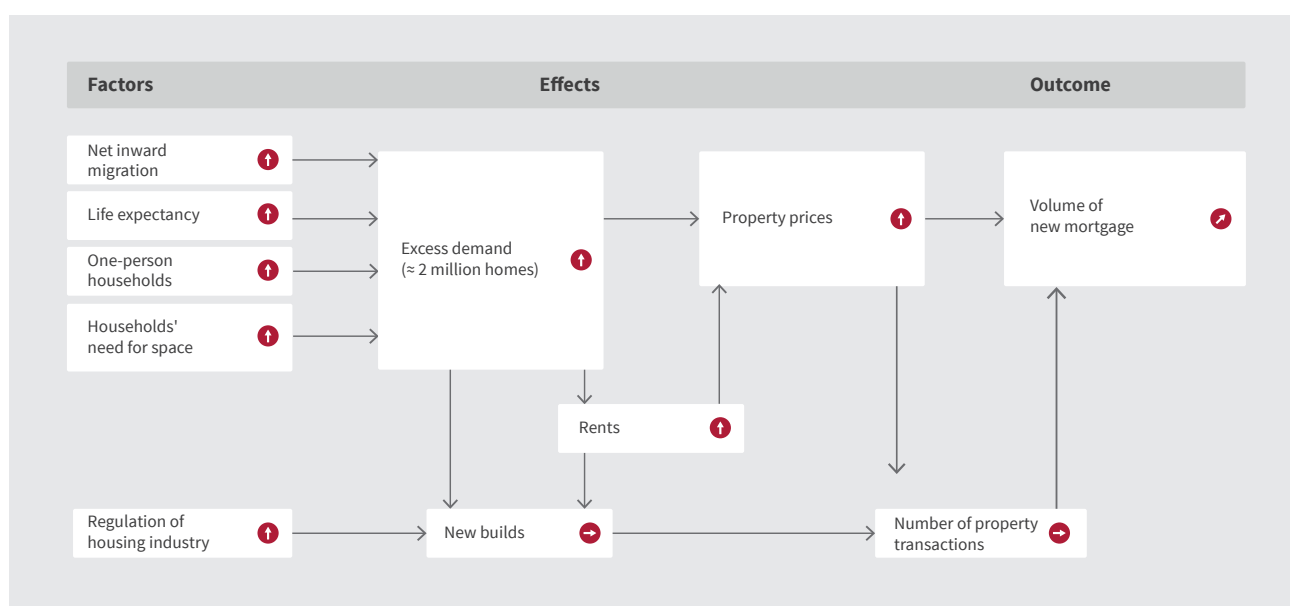 Factors
Effects
Outcome
Net inward
migration
Life expectancy
One-person
households
Households'
need for space
Excess demand
(≈ 2 million homes)
Property prices
Volume of
new mortgage
Rents
Regulation of
housing industry
New builds
Number of property
transactions